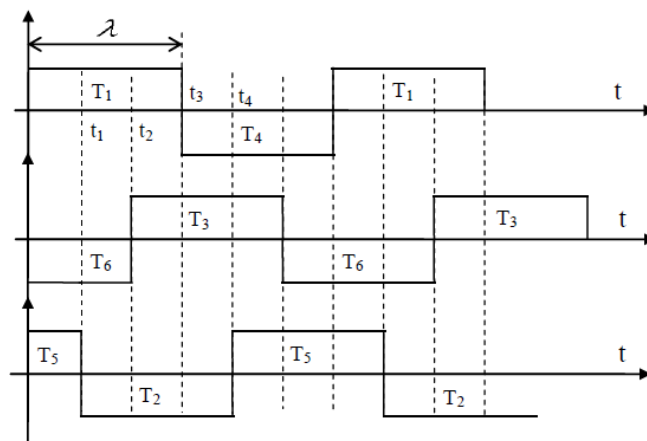 λ
T₁ t₃ t₄ T₁ t
t₁ t₂ T₄
T₃ T₃ t
T₆ T₆
T₅ T₅ t
T₂ T₂